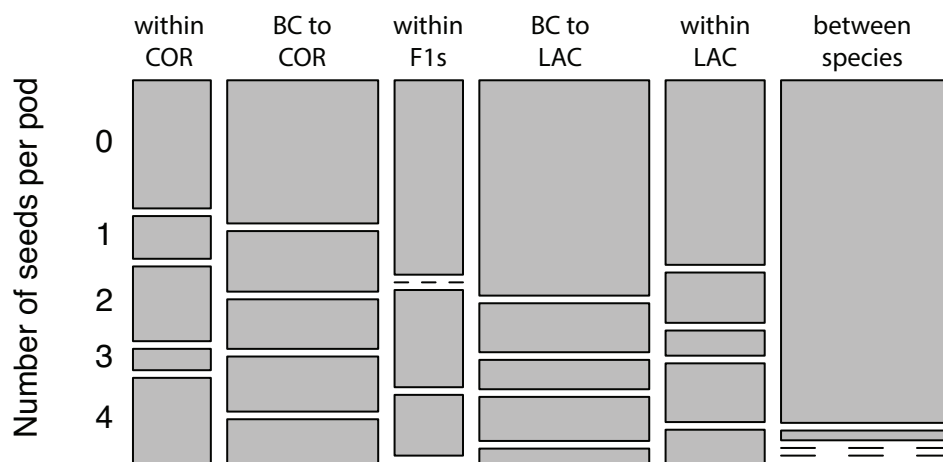 within
COR
BC to
COR
within
F1s
BC to
LAC
within
LAC
between
species
Number of seeds per pod
0
1
2
3
4